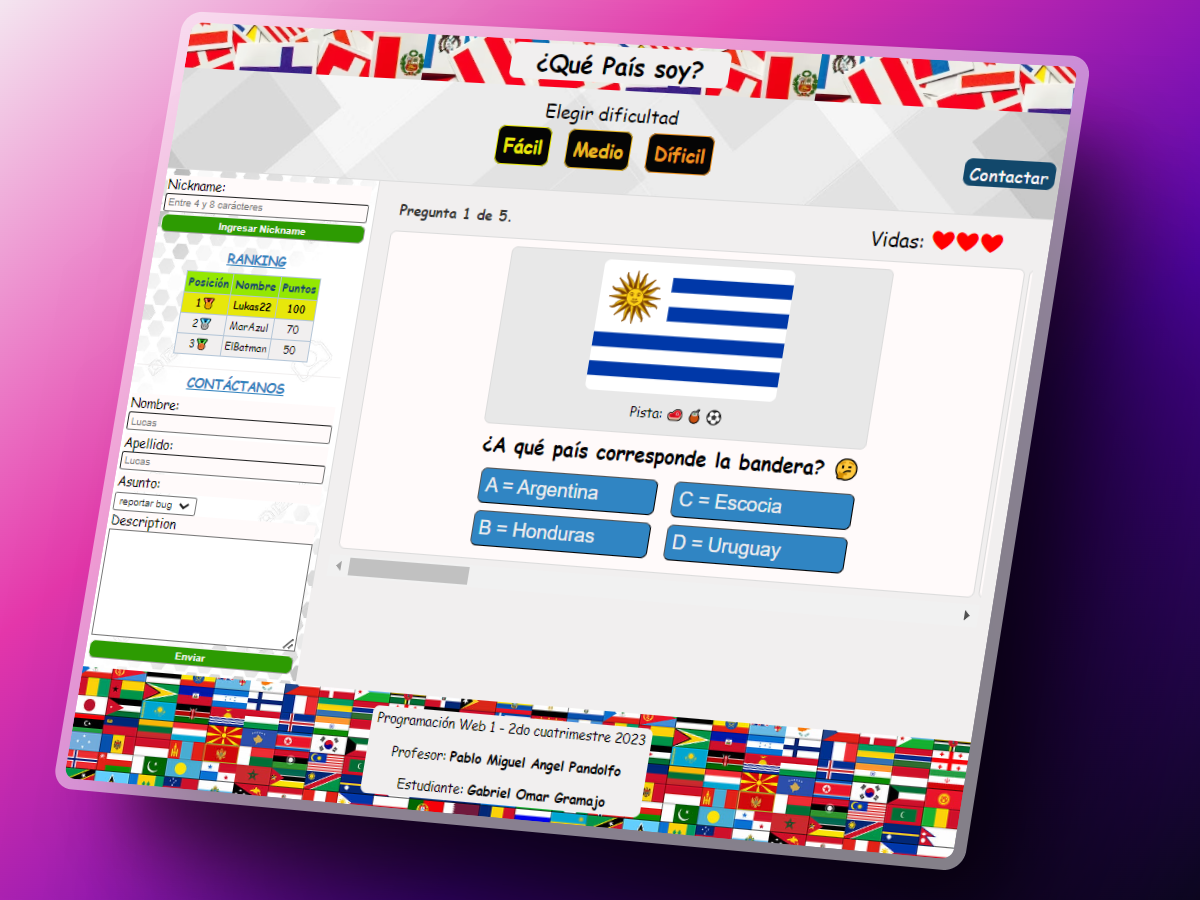 ¿Qué País soy?
Elegir dificultad
Fácil
Medio
Díficil
Contactar
Nickname:
Entre 4 y 8 carácteres
Ingresar Nickname
RANKING
Posición Nombre Puntos
1 Lukas22 100
2 MarAzul 70
3 ElBatman 50
CONTÁCTANOS
Nombre:
Lucas
Apellido:
Lucas
Asunto:
reportar bug
Description
Enviar
Pregunta 1 de 5.
Vidas:
Pista:
¿A qué país corresponde la bandera?
A = Argentina
C = Escocia
B = Honduras
D = Uruguay
Programación Web 1 - 2do cuatrimestre 2023
Profesor: Pablo Miguel Angel Pandolfo
Estudiante: Gabriel Omar Gramajo